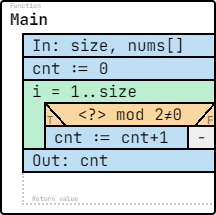 Function
Main
In: size, nums[]
cnt := 0
i = 1..size
<?> mod 2≠0
T F
cnt := cnt+1 -
Out: cnt
Return value